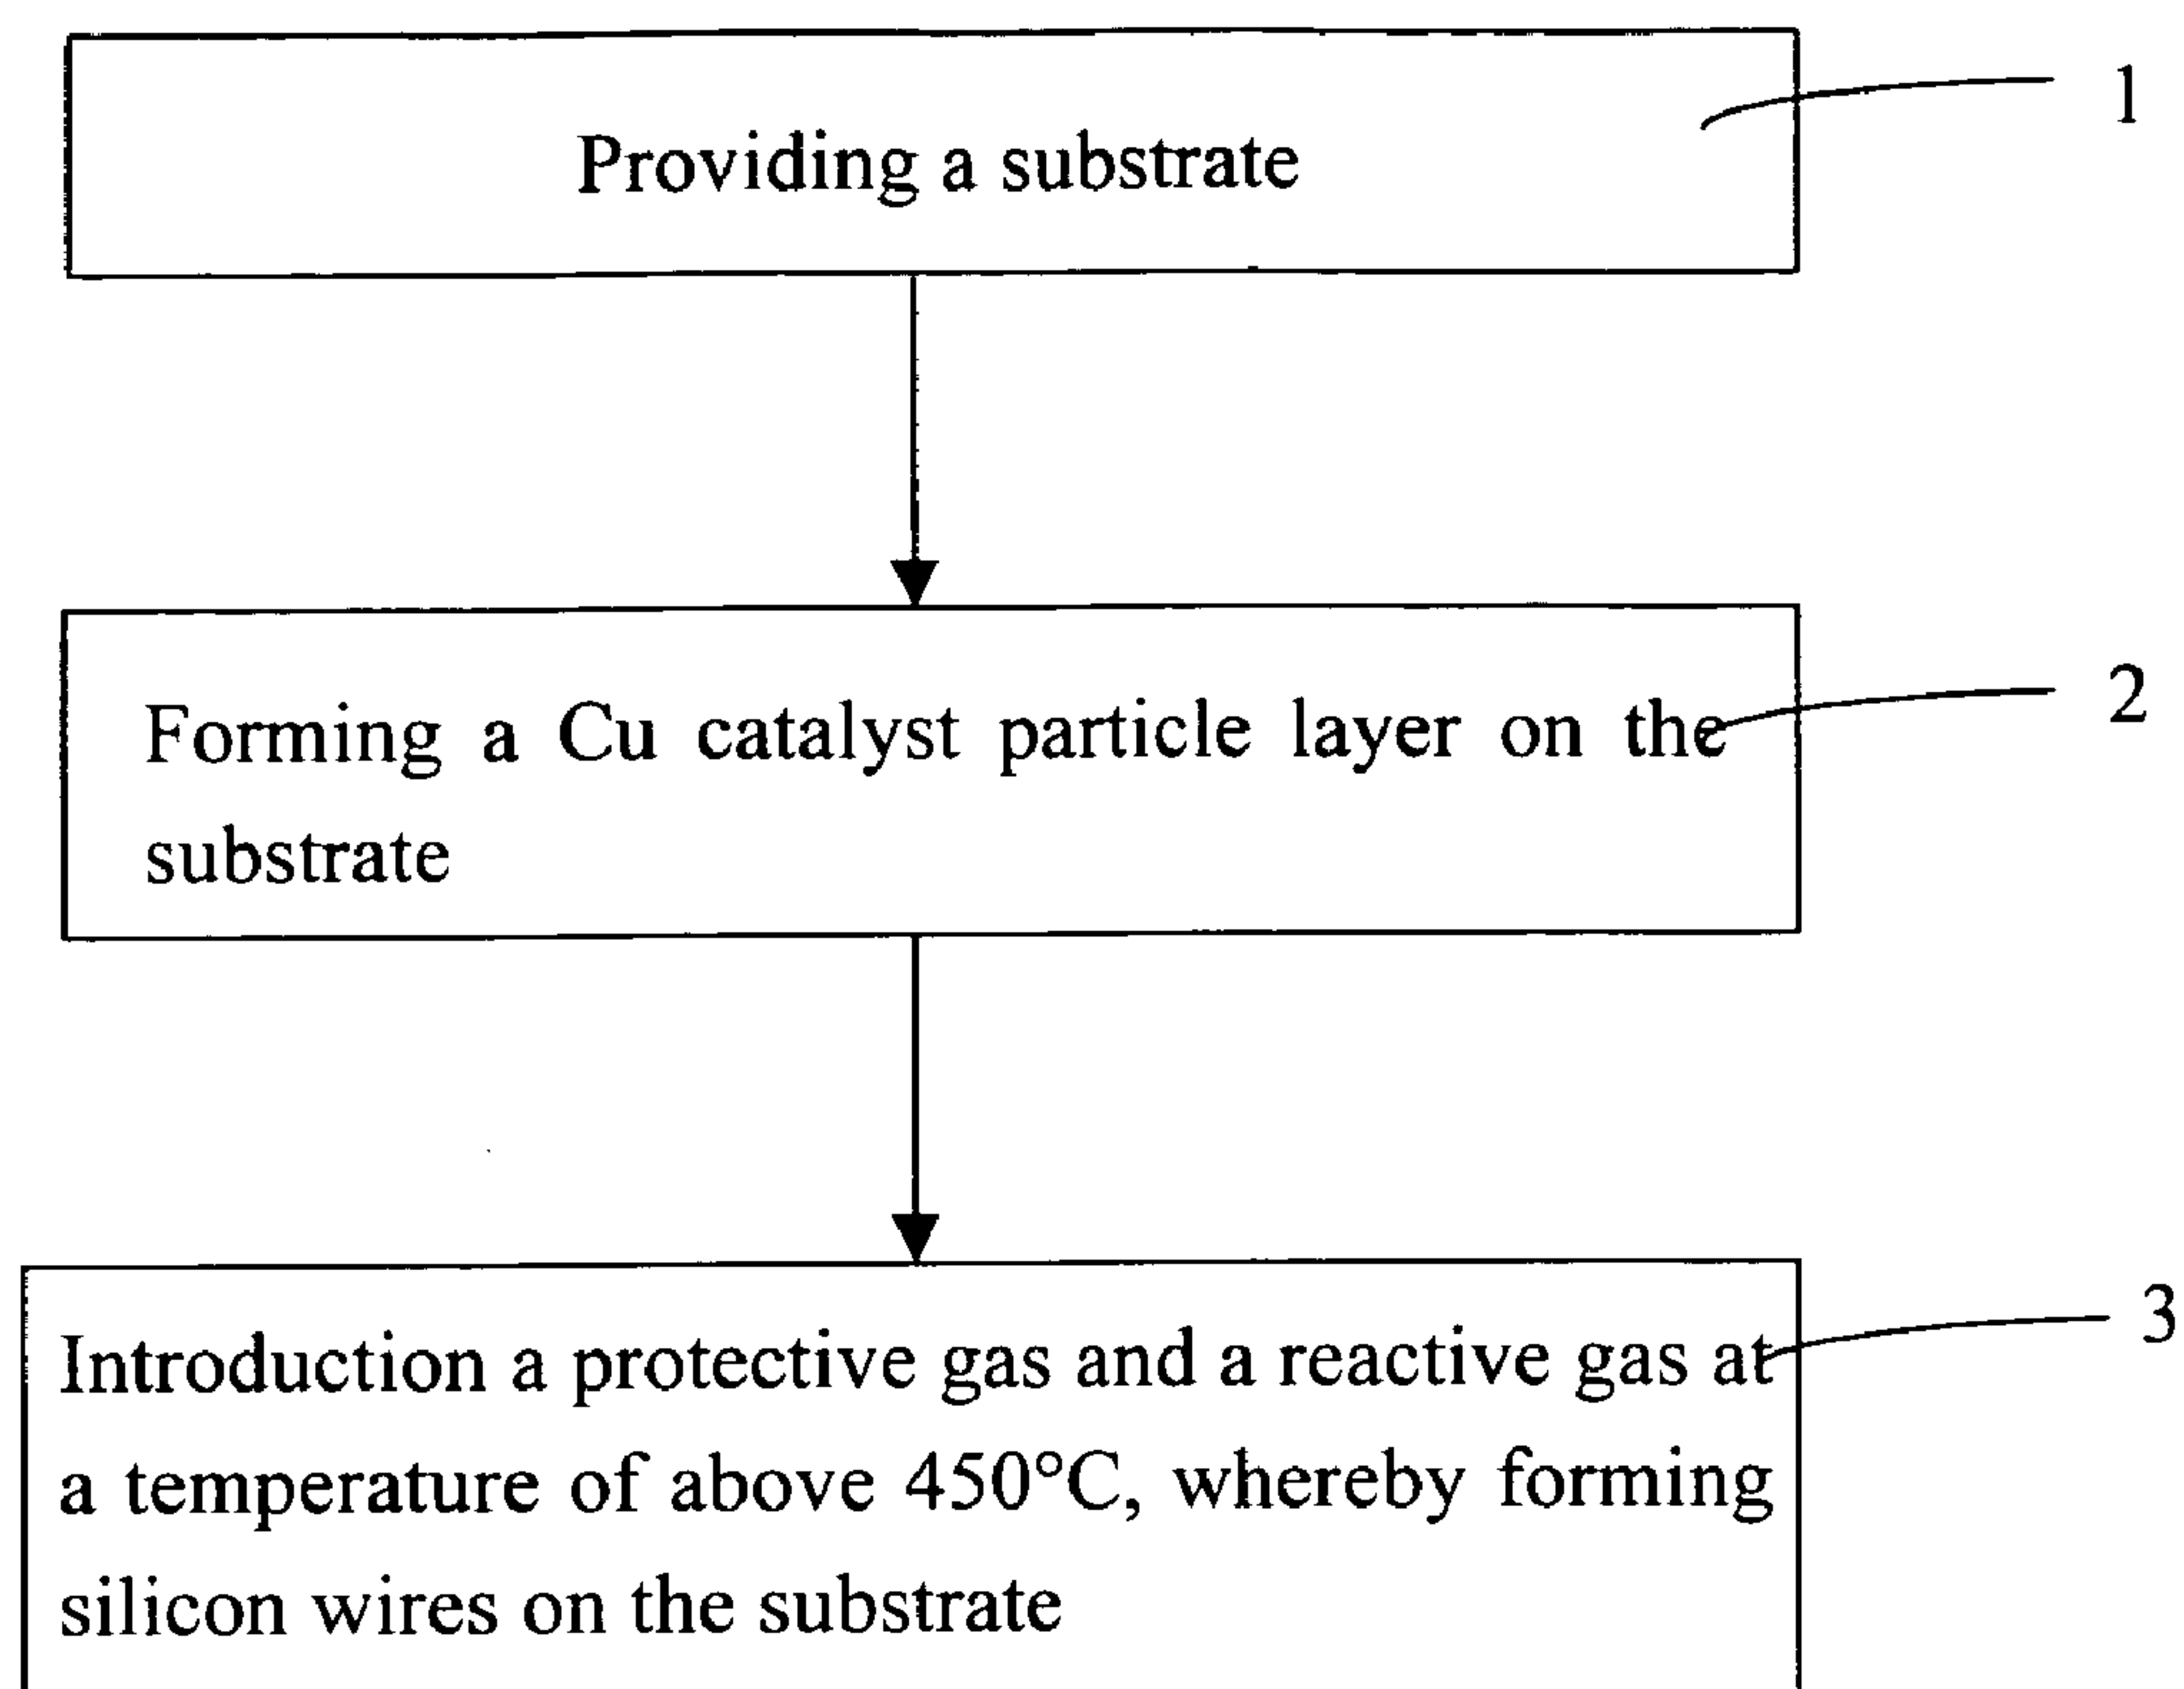 Providing a substrate
1
Forming a Cu catalyst particle layer on the
substrate
2
Introduction a protective gas and a reactive gas at
a temperature of above 450°C, whereby forming
silicon wires on the substrate
3